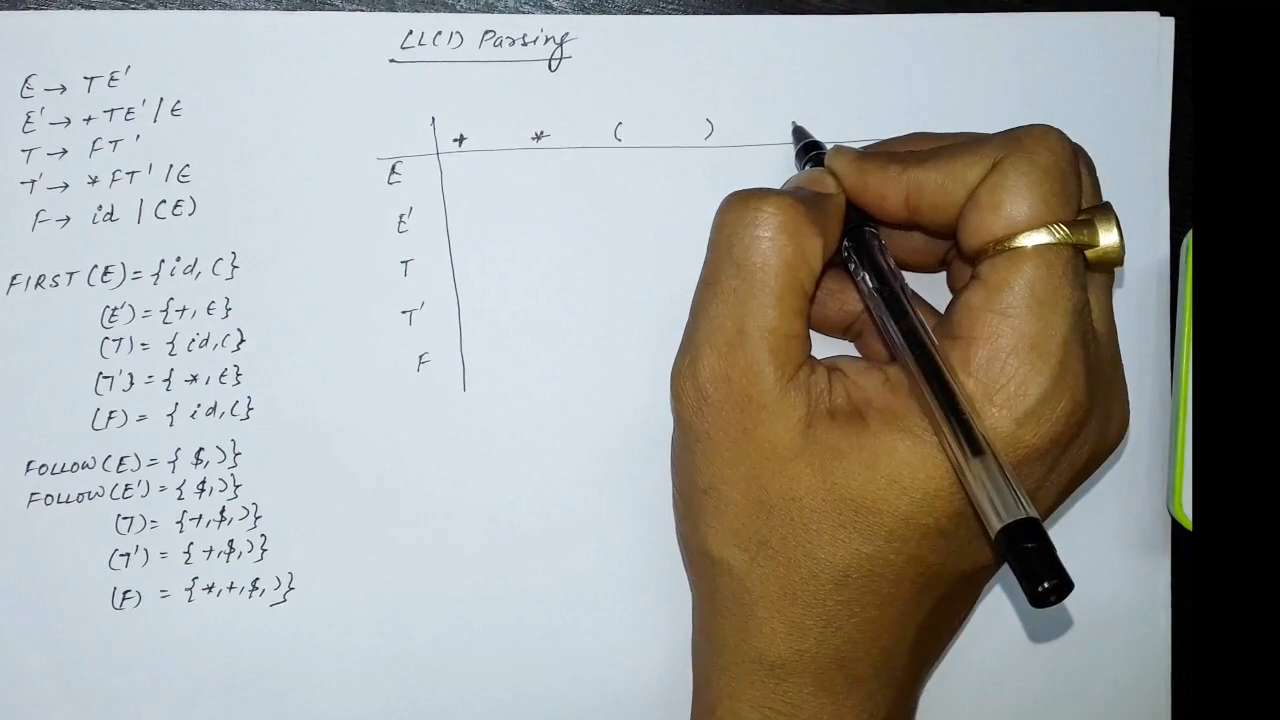 LL(1) Parsing
E → TE'
E' → +TE' / ε
T → FT'
T' → *FT' / ε
F → id | (E)
FIRST(E) = {id, (}
(E') = {+, ε}
(T) = {id, (}
(T') = {*, ε}
(F) = {id, (}
FOLLOW(E) = {$, )}
FOLLOW(E') = {$, )}
(T) = {+, $, )}
(T') = {+, $, )}
(F) = {*, +, $, )}
+ * ( )
E
E'
T
T'
F